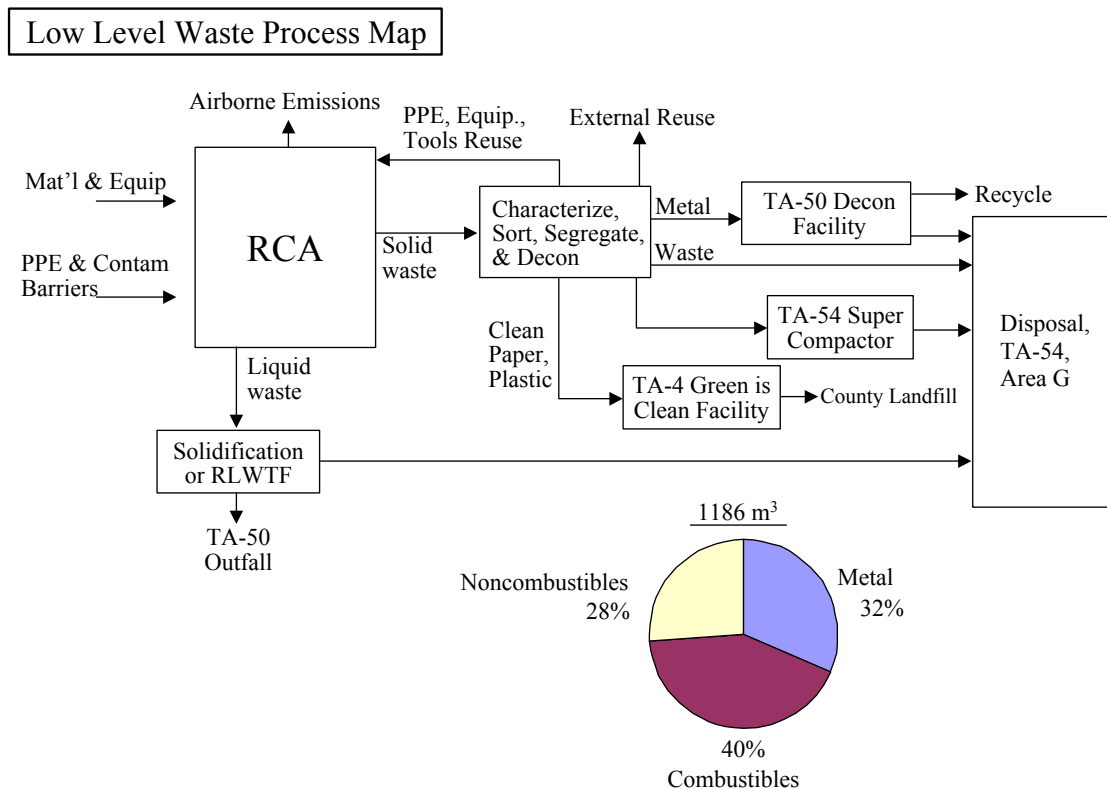 Low Level Waste Process Map
Airborne Emissions
PPE, Equip.,
Tools Reuse
External Reuse
Mat’l & Equip
PPE & Contam
Barriers
RCA
Solid
waste
Characterize,
Sort, Segregate,
& Decon
Metal
Waste
TA-50 Decon
Facility
Recycle
TA-54 Super
Compactor
Disposal,
TA-54,
Area G
Clean
Paper,
Plastic
TA-4 Green is
Clean Facility
County Landfill
Liquid
waste
Solidification
or RLWTF
TA-50
Outfall
1186 m³
Noncombustibles
28%
Metal
32%
40%
Combustibles